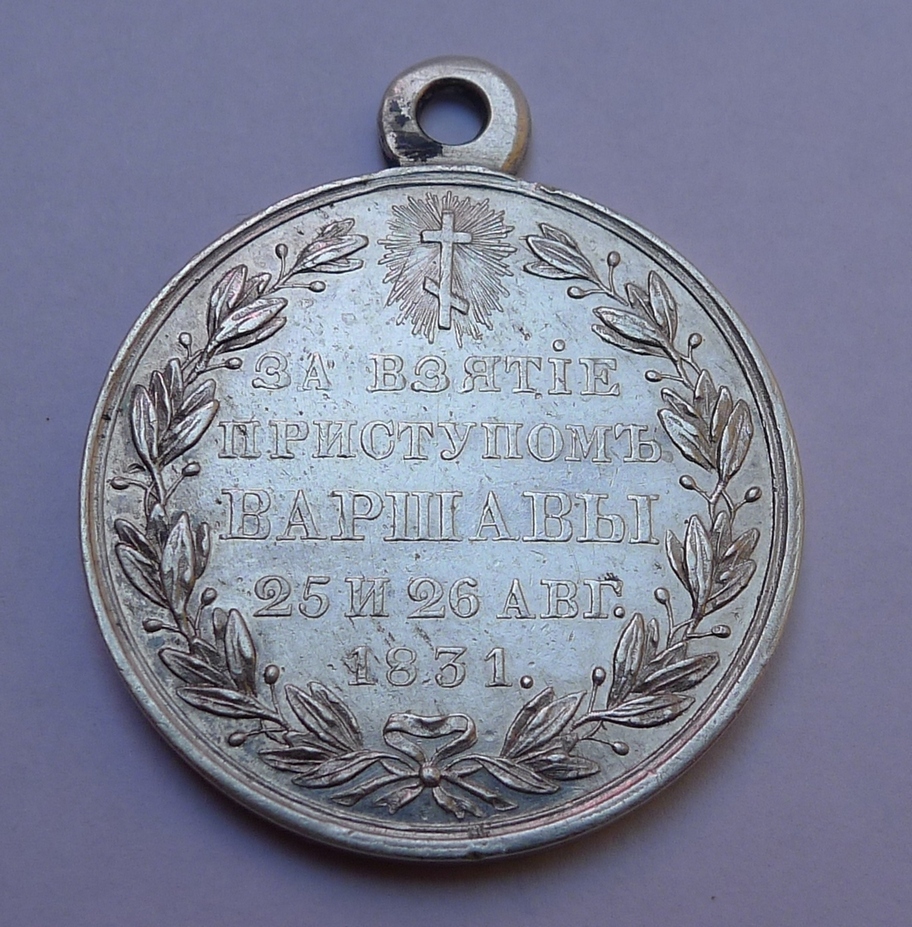 ЗА ВЗЯТІЕ
ПРИСТУПОМЪ
ВАРШАВЫ
25 И 26 АВГ.
1831.